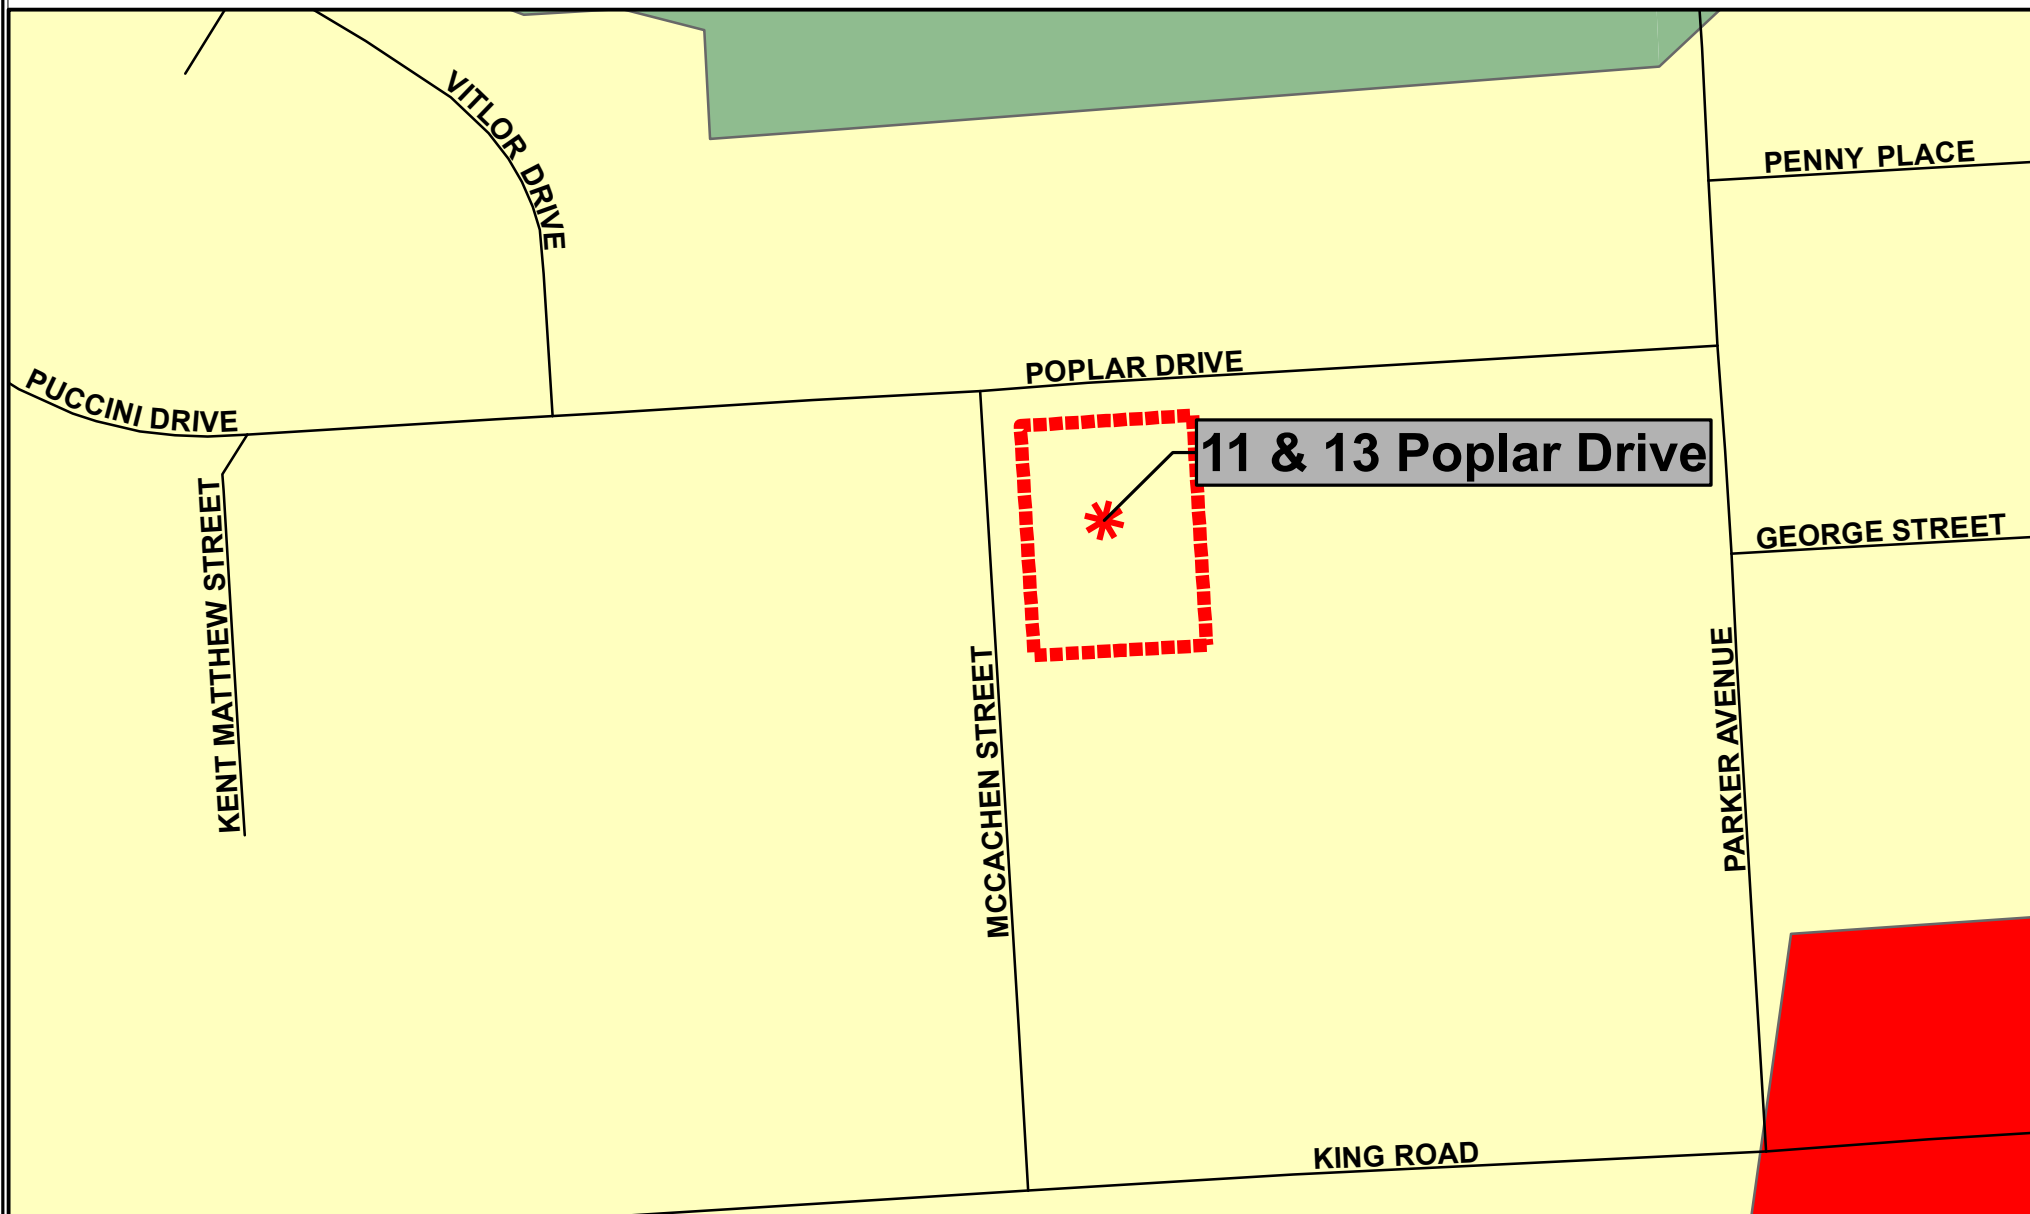 VITLOR DRIVE
PENNY PLACE
POPLAR DRIVE
PUCCINI DRIVE
11 & 13 Poplar Drive
KENT MATTHEW STREET
GEORGE STREET
MCCACHEN STREET
PARKER AVENUE
KING ROAD